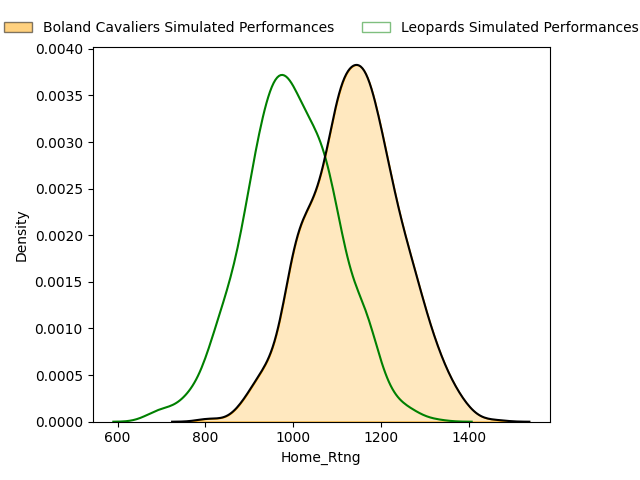 Boland Cavaliers Simulated Performances Leopards Simulated Performances
0.0040
0.0035
0.0030
0.0025
0.0020
0.0015
0.0010
0.0005
0.0000
Density
600 800 1000 1200 1400
Home_Rtng